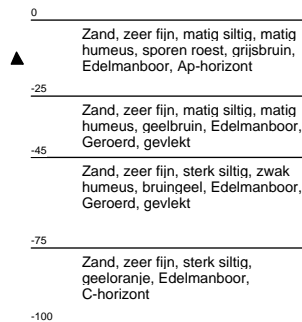 0
Zand, zeer fijn, matig siltig, matig
humeus, sporen roest, grijsbruin,
Edelmanboor, Ap-horizont
-25
Zand, zeer fijn, matig siltig, matig
humeus, geelbruin, Edelmanboor,
Geroerd, gevlekt
-45
Zand, zeer fijn, sterk siltig, zwak
humeus, bruingeel, Edelmanboor,
Geroerd, gevlekt
-75
Zand, zeer fijn, sterk siltig,
geeloranje, Edelmanboor,
C-horizont
-100